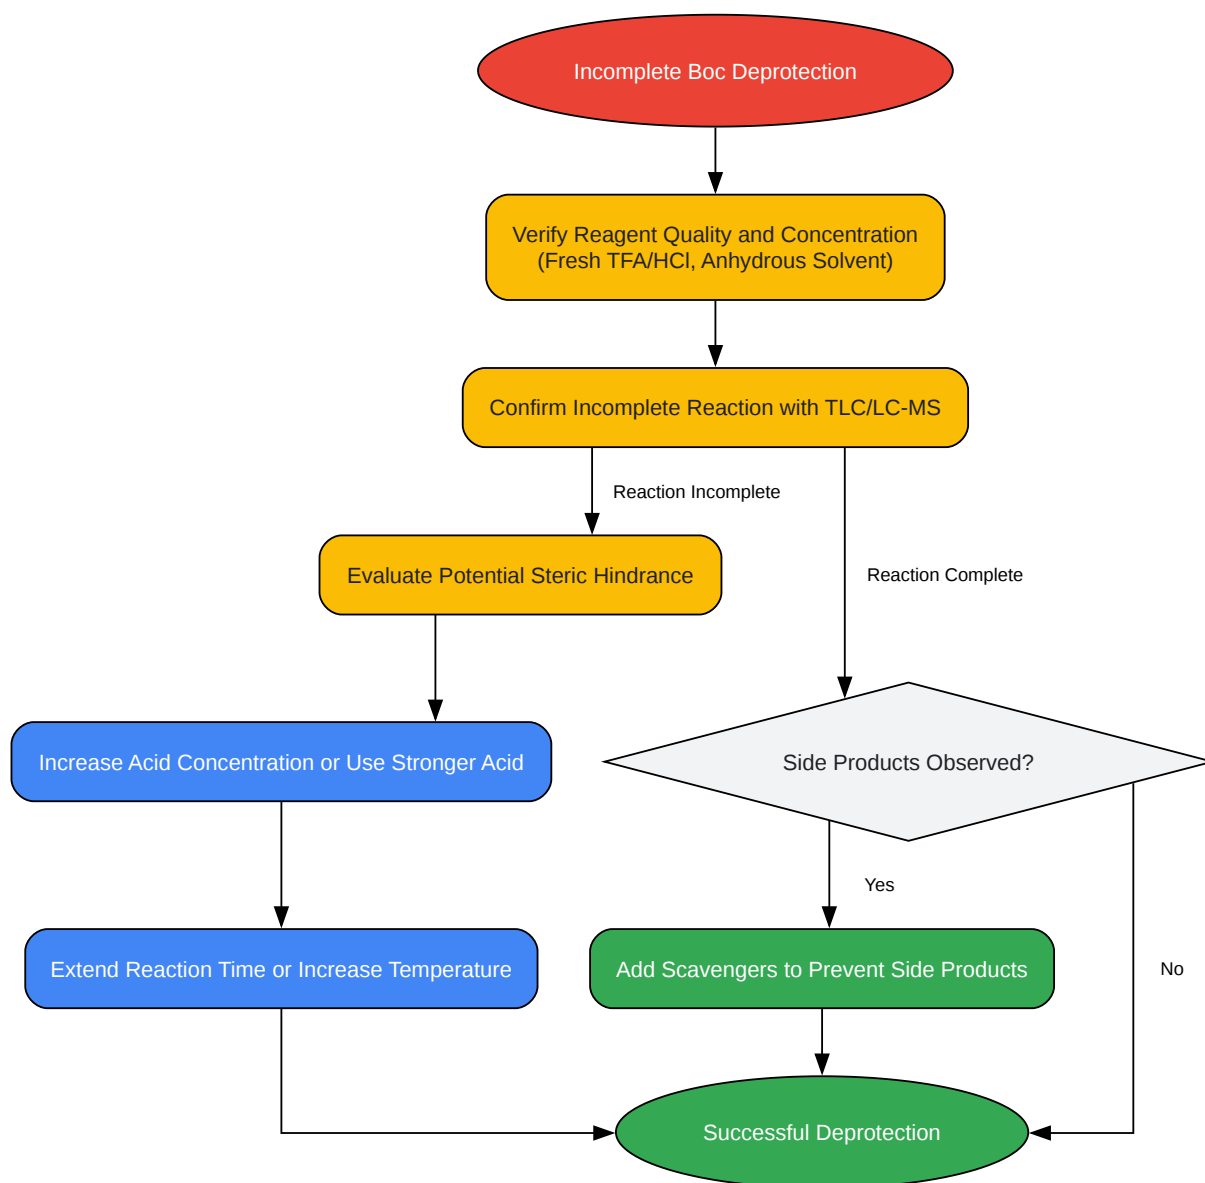 Incomplete Boc Deprotection
Verify Reagent Quality and Concentration
(Fresh TFA/HCl, Anhydrous Solvent)
Confirm Incomplete Reaction with TLC/LC-MS
Reaction Incomplete
Evaluate Potential Steric Hindrance
Reaction Complete
Increase Acid Concentration or Use Stronger Acid
Side Products Observed?
Yes
Extend Reaction Time or Increase Temperature
Add Scavengers to Prevent Side Products
No
Successful Deprotection